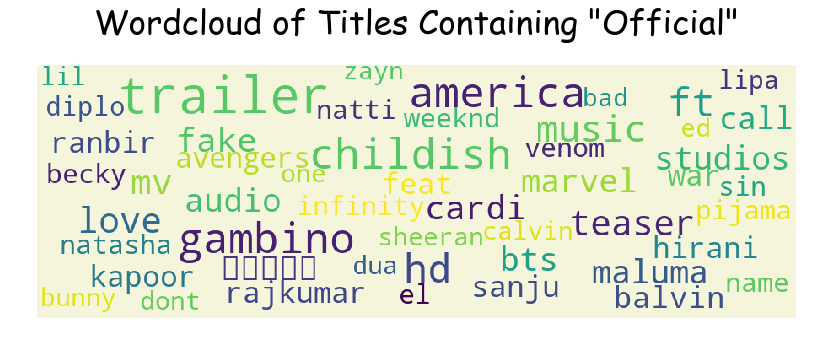 Wordcloud of Titles Containing "Official"
lil
zayn
lipa
trailer
america
bad
ft
diplo
natti
weeknd
music
ed
call
ranbir
fake
avengers
childish
venom
studios
becky
mv
one
feat
marvel
war
sin
audio
infinity
cardi
teaser
pijama
love
gambino
sheeran
calvin
natasha
hirani
kapoor
dua
hd
bts
maluma
name
bunny
dont
rajkumar
el
sanju
balvin